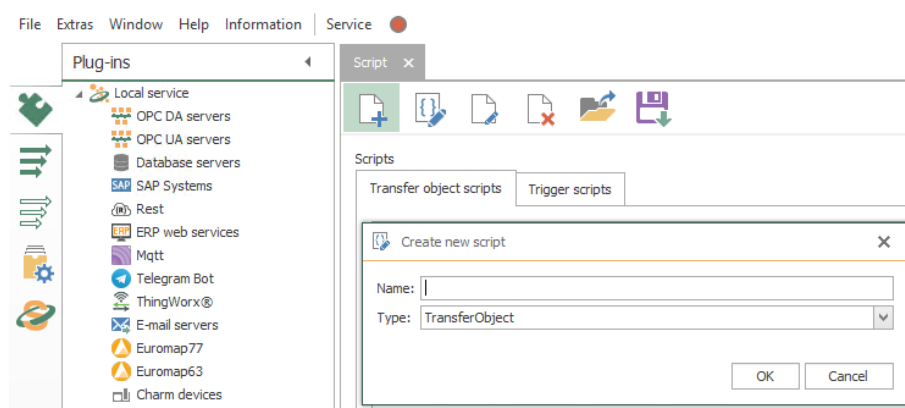 File Extras Window Help Information Service
Plug-ins
Script
Local service
OPC DA servers
OPC UA servers
Database servers
SAP SAP Systems
Rest
ERP ERP web services
Mqtt
Telegram Bot
ThingWorx®
E-mail servers
Euromap77
Euromap63
Charm devices
Scripts
Transfer object scripts Trigger scripts
Create new script
Name:
Type: TransferObject
OK Cancel